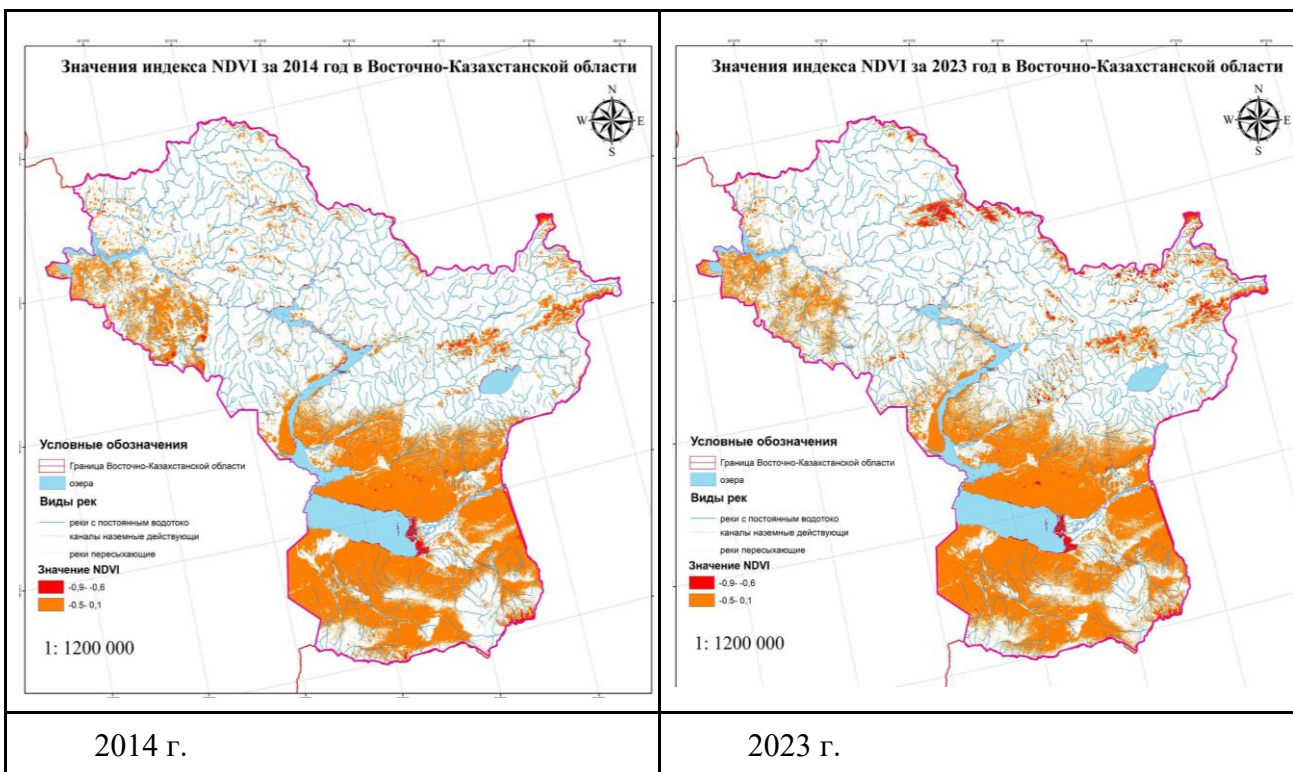 Значения индекса NDVI за 2014 год в Восточно-Казахстанской области
N
W E
S
Условные обозначения
Граница Восточно-Казахстанской области
озера
Виды рек
реки с постоянным водотоко
каналы наземные действующи
реки пересыхающие
Значение NDVI
-0,9- -0,6
-0.5- 0,1
1: 1200 000
2014 г.
Значения индекса NDVI за 2023 год в Восточно-Казахстанской области
N
W E
S
Условные обозначения
Граница Восточно-Казахстанской области
озера
Виды рек
реки с постоянным водотоко
каналы наземные действующи
реки пересыхающие
Значение NDVI
-0,9- -0,6
-0.5- 0,1
1: 1200 000
2023 г.